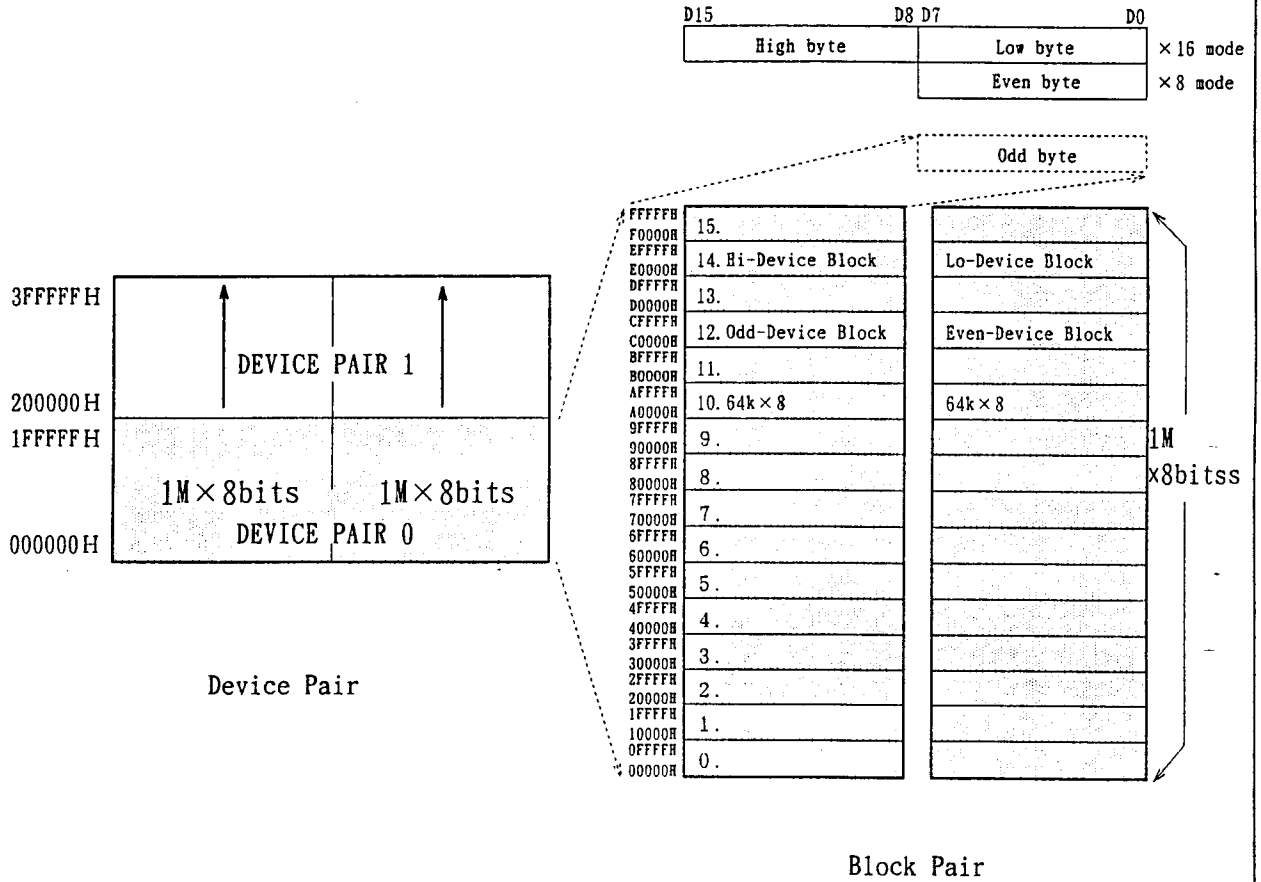 D15 D8 D7 D0
High byte Low byte ×16 mode
Even byte ×8 mode
Odd byte
FFFFFH
15.
F0000H
EFFFFH
14. Hi-Device Block Lo-Device Block
E0000H
DFFFFH
13.
D0000H
CFFFFH
12. Odd-Device Block Even-Device Block
C0000H
BFFFFH
11.
B0000H
AFFFFH
10. 64k×8 64k×8
A0000H
9FFFFH
9.
90000H
8FFFFH
8.
80000H
7FFFFH
7.
70000H
6FFFFH
6.
60000H
5FFFFH
5.
50000H
4FFFFH
4.
40000H
3FFFFH
3.
30000H
2FFFFH
2.
20000H
1FFFFH
1.
10000H
0FFFFH
0.
00000H
1M
×8bitss
3FFFFFH
DEVICE PAIR 1
200000H
1FFFFFH
1M×8bits 1M×8bits
DEVICE PAIR 0
000000H
Device Pair
Block Pair